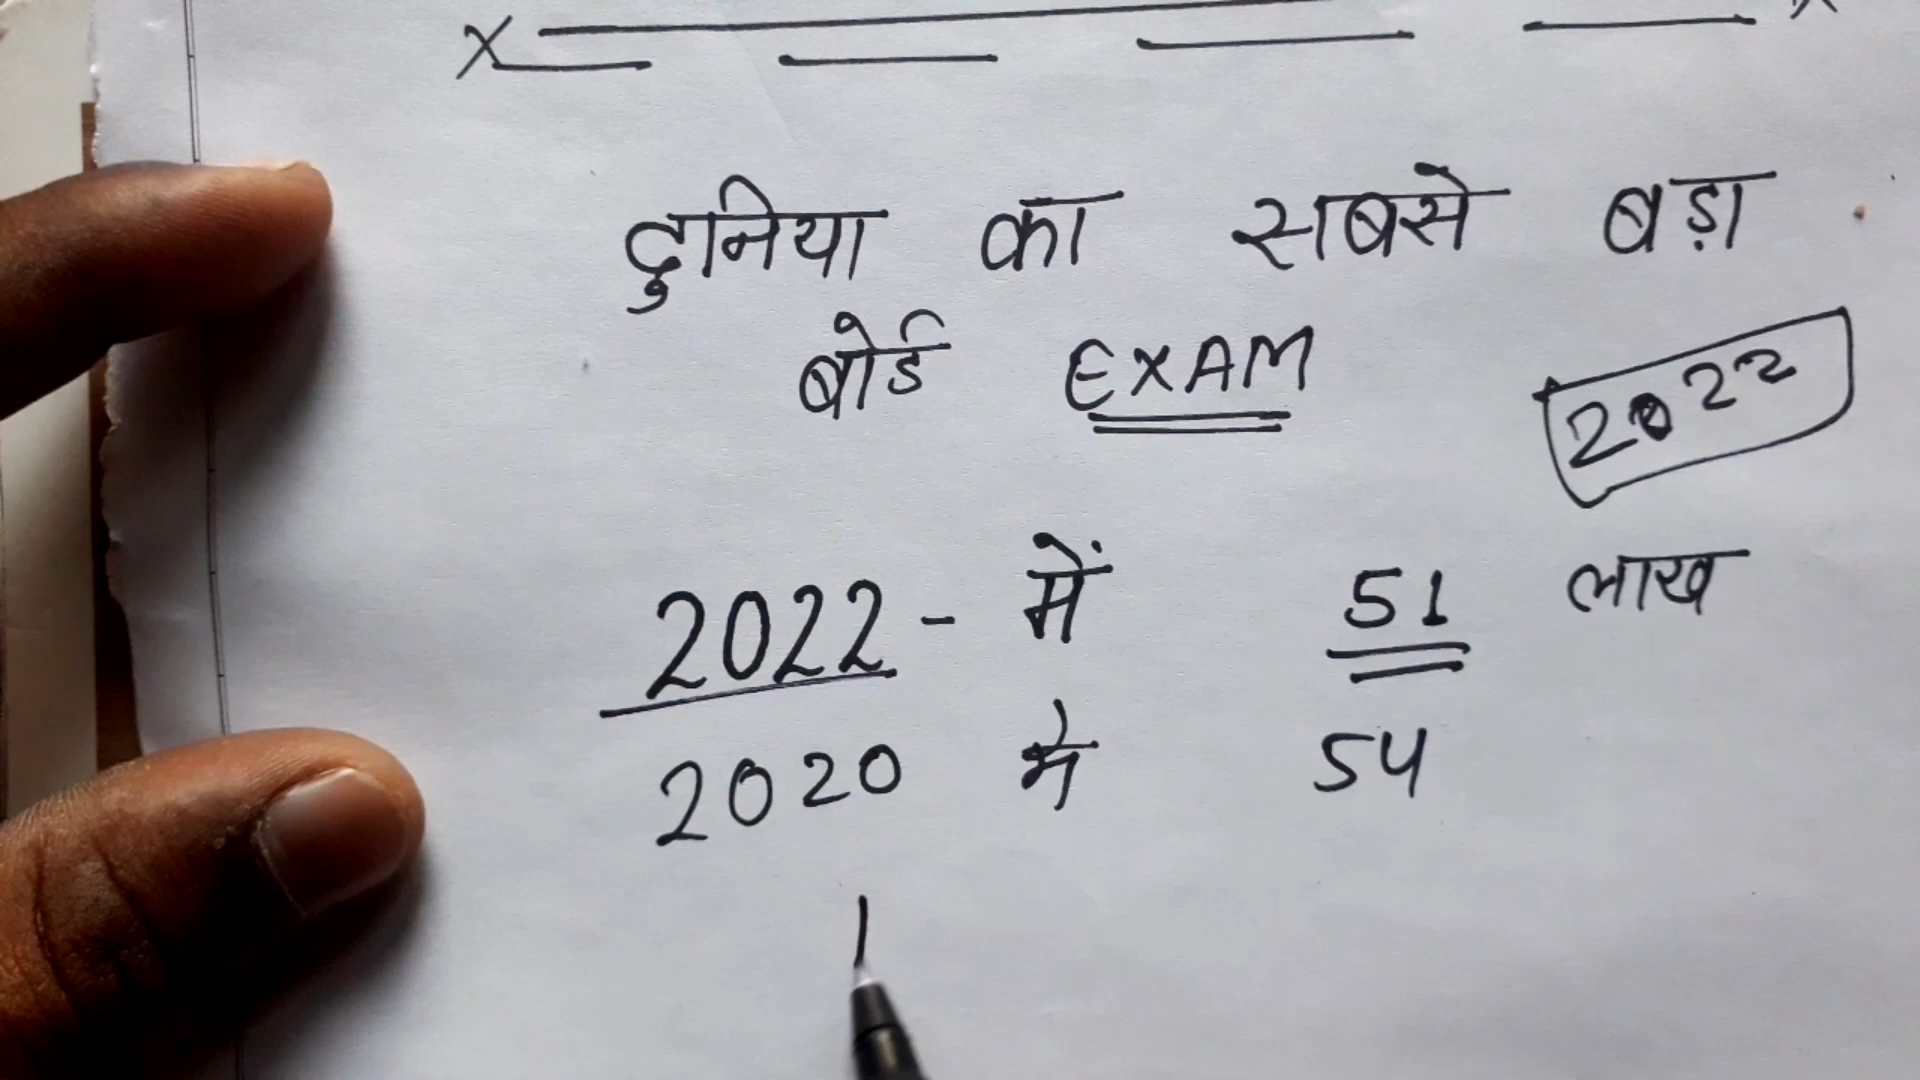 दुनिया का सबसे बड़ा
बोर्ड EXAM
2022
2022 - में 51 लाख
2020 मे 54